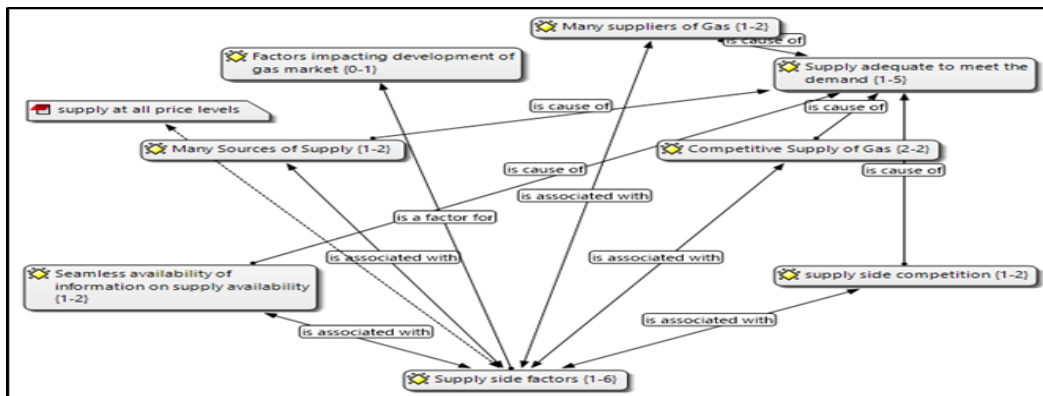 Many suppliers of Gas {1-2}
is cause of
Factors impacting development of
gas market {0-1}
Supply adequate to meet the
demand {1-5}
supply at all price levels
is cause of
is cause of
Many Sources of Supply {1-2}
Competitive Supply of Gas {2-2}
is cause of
is cause of
is associated with
is a factor for
is associated with
is associated with
Seamless availability of
information on supply availability
{1-2}
supply side competition {1-2}
is associated with
is associated with
Supply side factors {1-6}